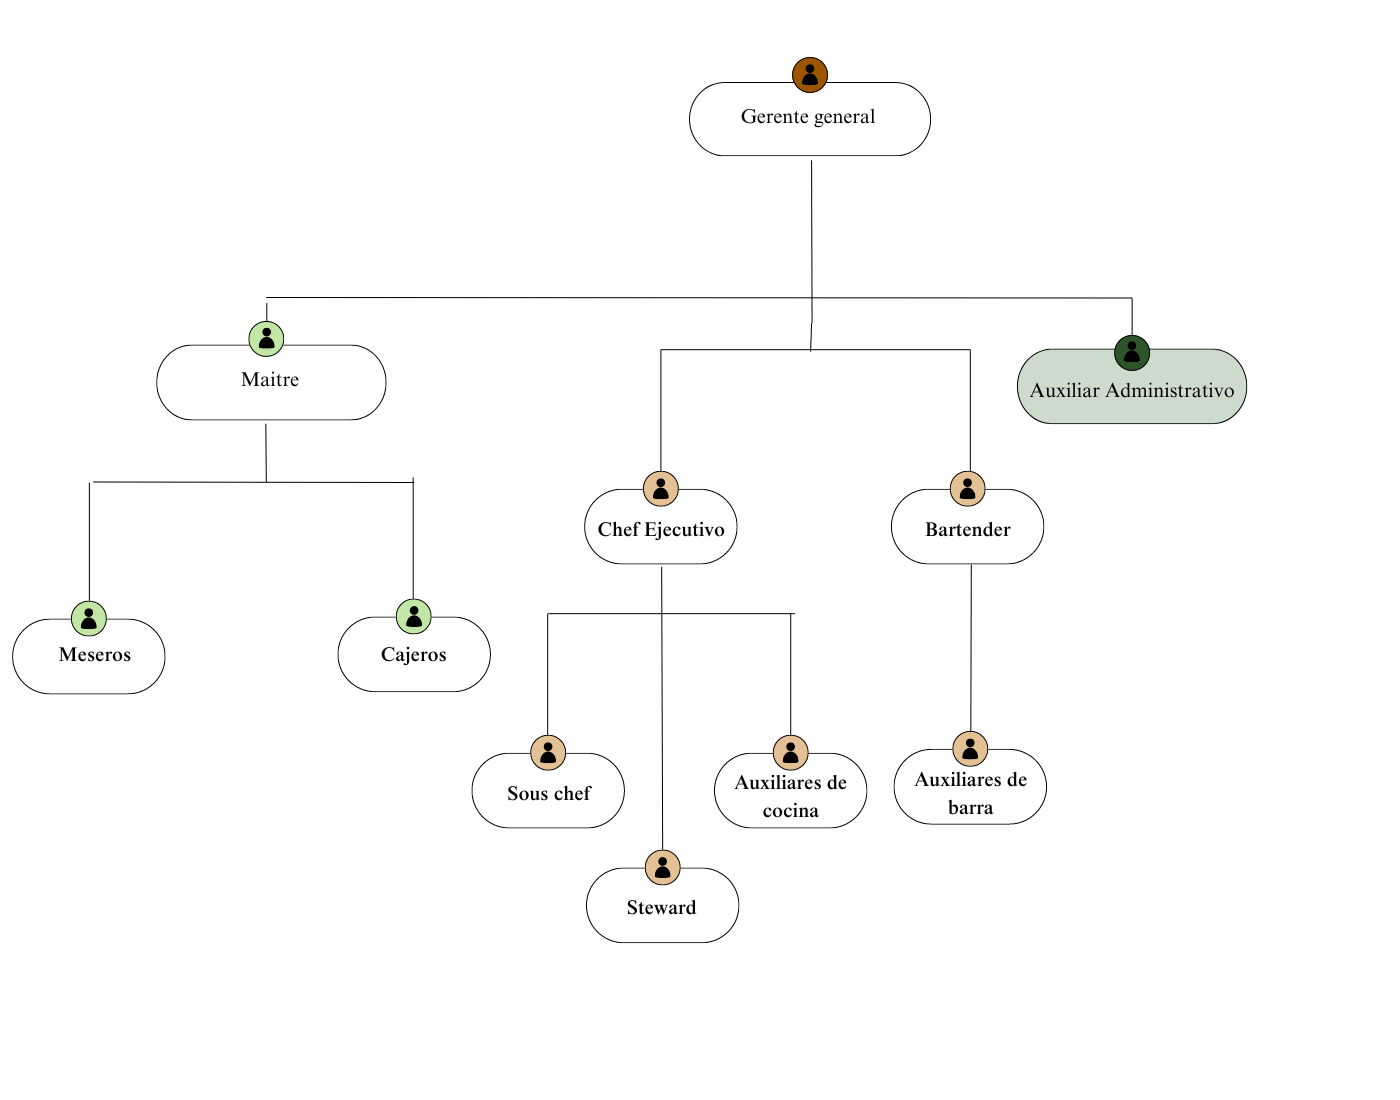 Gerente general
Maitre
Auxiliar Administrativo
Chef Ejecutivo
Bartender
Meseros
Cajeros
Sous chef
Auxiliares de
cocina
Auxiliares de
barra
Steward